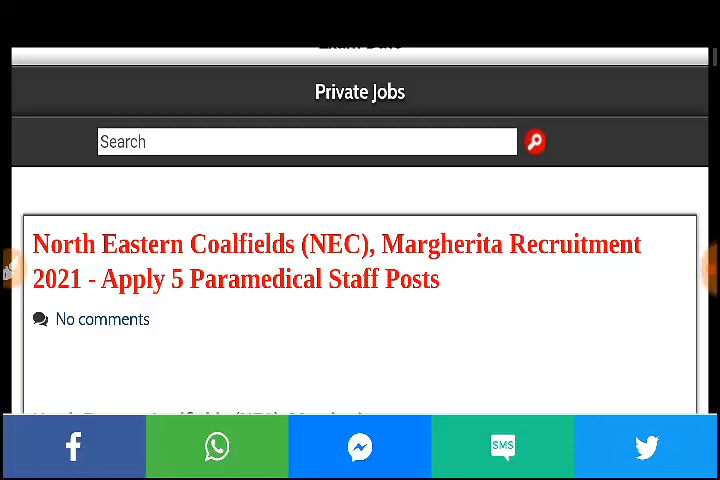 Private Jobs
Search
North Eastern Coalfields (NEC), Margherita Recruitment
2021 - Apply 5 Paramedical Staff Posts
No comments
SMS